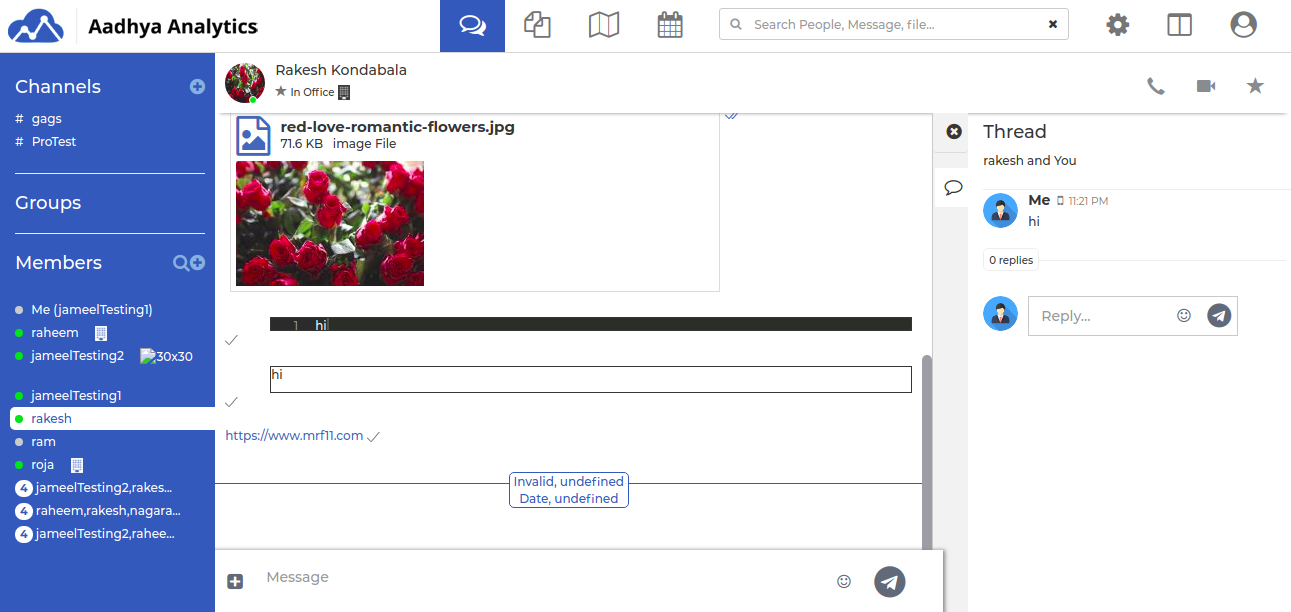 Aadhya Analytics
Search People, Message, file...
Channels
# gags
# ProTest
Groups
Members
Me (jameelTesting1)
raheem
jameelTesting2 30x30
jameelTesting1
rakesh
ram
roja
4 jameelTesting2,rakes...
4 raheem,rakesh,nagara...
4 jameelTesting2,rahee...
Rakesh Kondabala
In Office
red-love-romantic-flowers.jpg
71.6 KB image File
1 hi
hi
https://www.mrf11.com
Invalid, undefined
Date, undefined
Message
Thread
rakesh and You
Me 11:21 PM
hi
0 replies
Reply...